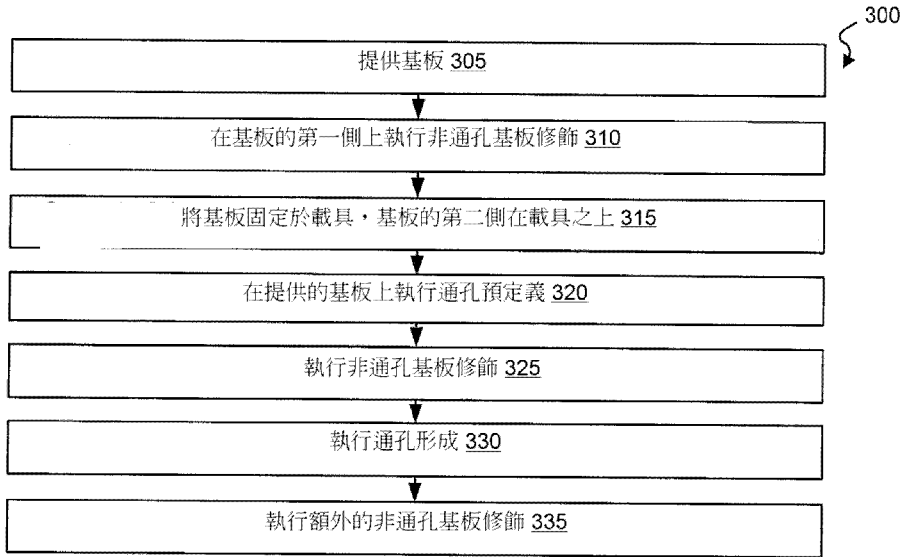 300
提供基板 305
在基板的第一側上執行非通孔基板修飾 310
將基板固定於載具，基板的第二側在載具之上 315
在提供的基板上執行通孔預定義 320
執行非通孔基板修飾 325
執行通孔形成 330
執行額外的非通孔基板修飾 335